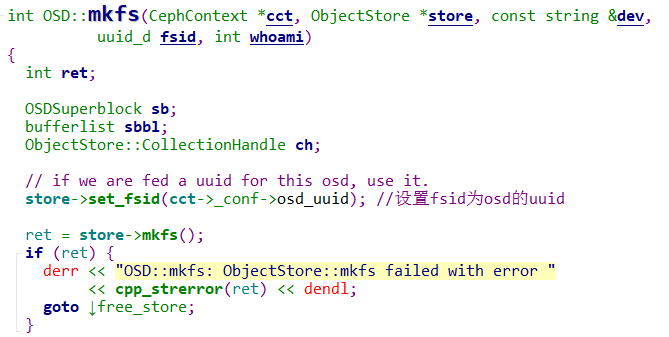 int OSD::mkfs(CephContext *cct, ObjectStore *store, const string &dev,
uuid_d fsid, int whoami)
{
int ret;
OSDSuperblock sb;
bufferlist sbbl;
ObjectStore::CollectionHandle ch;
// if we are fed a uuid for this osd, use it.
store->set_fsid(cct->_conf->osd_uuid); //设置fsid为osd的uuid
ret = store->mkfs();
if (ret) {
derr << "OSD::mkfs: ObjectStore::mkfs failed with error "
<< cpp_strerror(ret) << dendl;
goto ↓free_store;
}